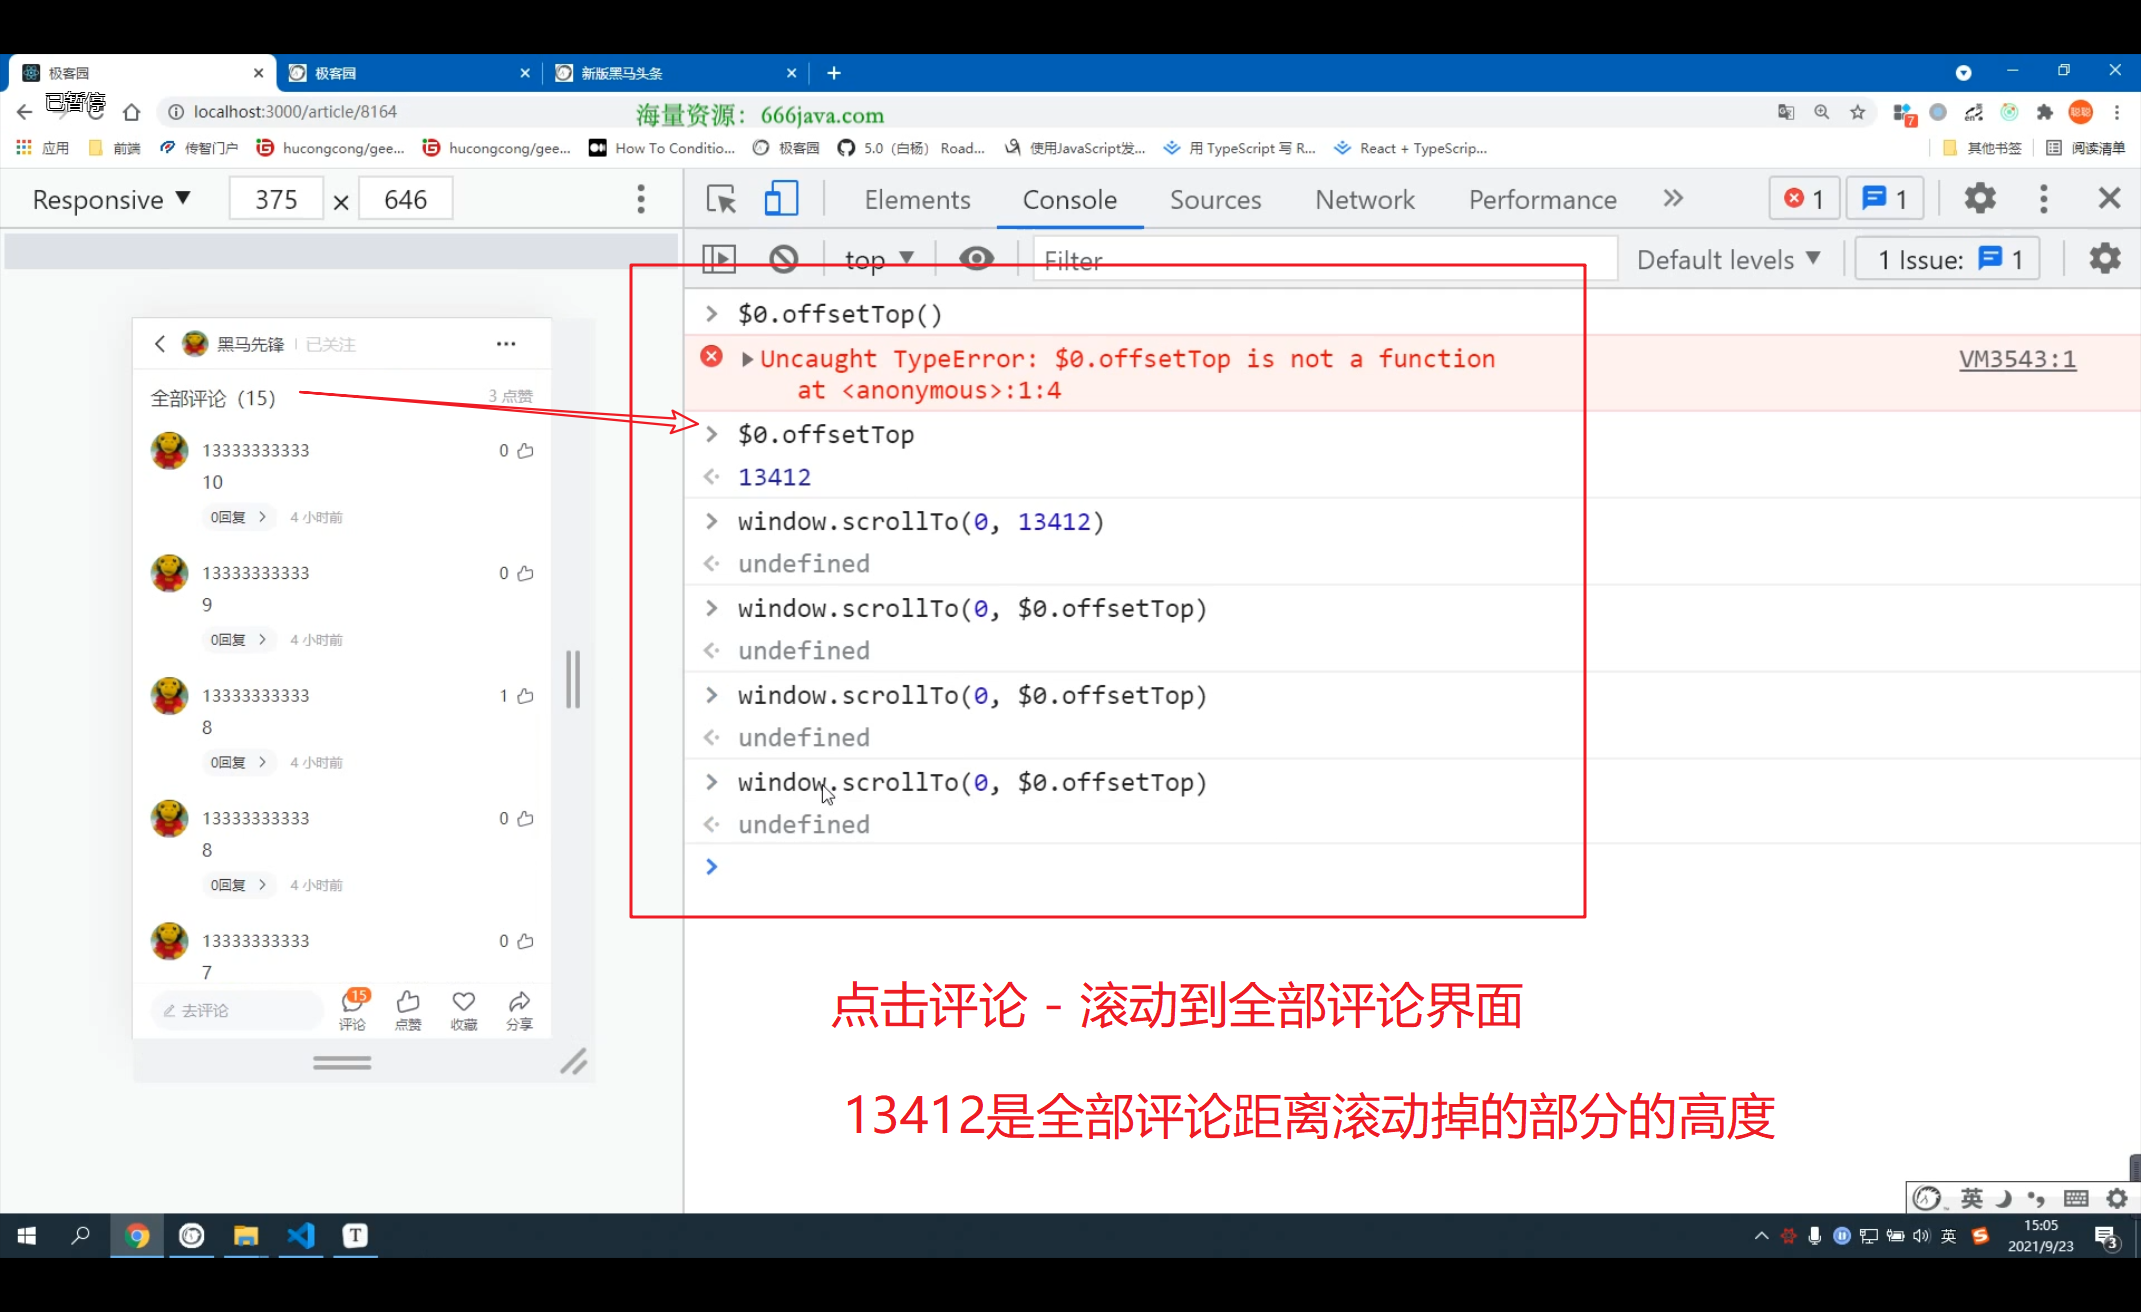 极客园
极客园
新版黑马头条
已暂停
localhost:3000/article/8164
海量资源：666java.com
应用
前端
传智门户
hucongcong/gee...
hucongcong/gee...
How To Conditio...
极客园
5.0（白杨） Road...
使用JavaScript发...
用 TypeScript 写 R...
React + TypeScrip...
其他书签
阅读清单
Responsive ▼ 375 × 646
Elements Console Sources Network Performance » 1 1
top ▼ Filter Default levels ▼ 1 Issue: 1
黑马先锋 已关注 ···
全部评论（15） 3 点赞
13333333333 0
10
0回复 > 4 小时前
13333333333 0
9
0回复 > 4 小时前
13333333333 1
8
0回复 > 4 小时前
13333333333 0
8
0回复 > 4 小时前
13333333333 0
7
去评论
15
评论 点赞 收藏 分享
> $0.offsetTop()
Uncaught TypeError: $0.offsetTop is not a function VM3543:1
at <anonymous>:1:4
> $0.offsetTop
13412
> window.scrollTo(0, 13412)
undefined
> window.scrollTo(0, $0.offsetTop)
undefined
> window.scrollTo(0, $0.offsetTop)
undefined
> window.scrollTo(0, $0.offsetTop)
undefined
>
点击评论 - 滚动到全部评论界面
13412是全部评论距离滚动掉的部分的高度
英
英
15:05
2021/9/23
3